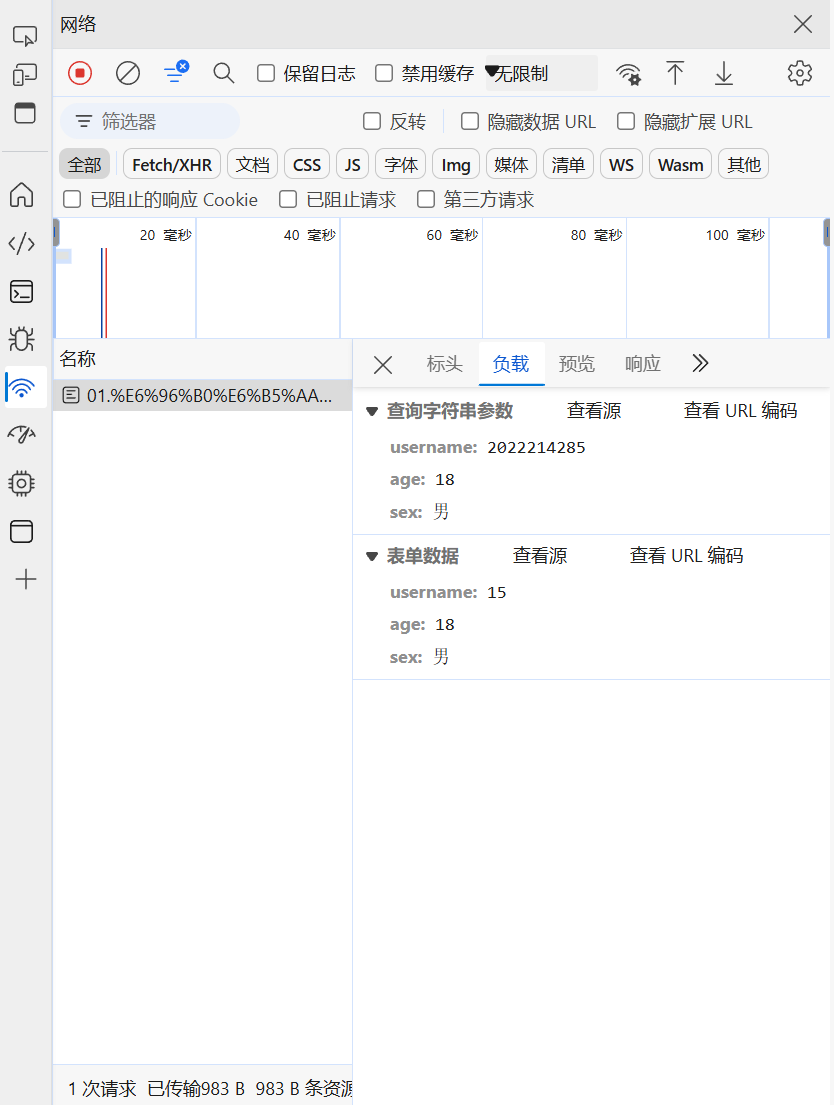 网络
保留日志 禁用缓存 无限制
筛选器 反转 隐藏数据 URL 隐藏扩展 URL
全部 Fetch/XHR 文档 CSS JS 字体 Img 媒体 清单 WS Wasm 其他
已阻止的响应 Cookie 已阻止请求 第三方请求
20 毫秒 40 毫秒 60 毫秒 80 毫秒 100 毫秒
名称
01.%E6%96%B0%E6%B5%AA...
标头 负载 预览 响应
查询字符串参数 查看源 查看 URL 编码
username: 2022214285
age: 18
sex: 男
表单数据 查看源 查看 URL 编码
username: 15
age: 18
sex: 男
1 次请求 已传输983 B 983 B 条资源